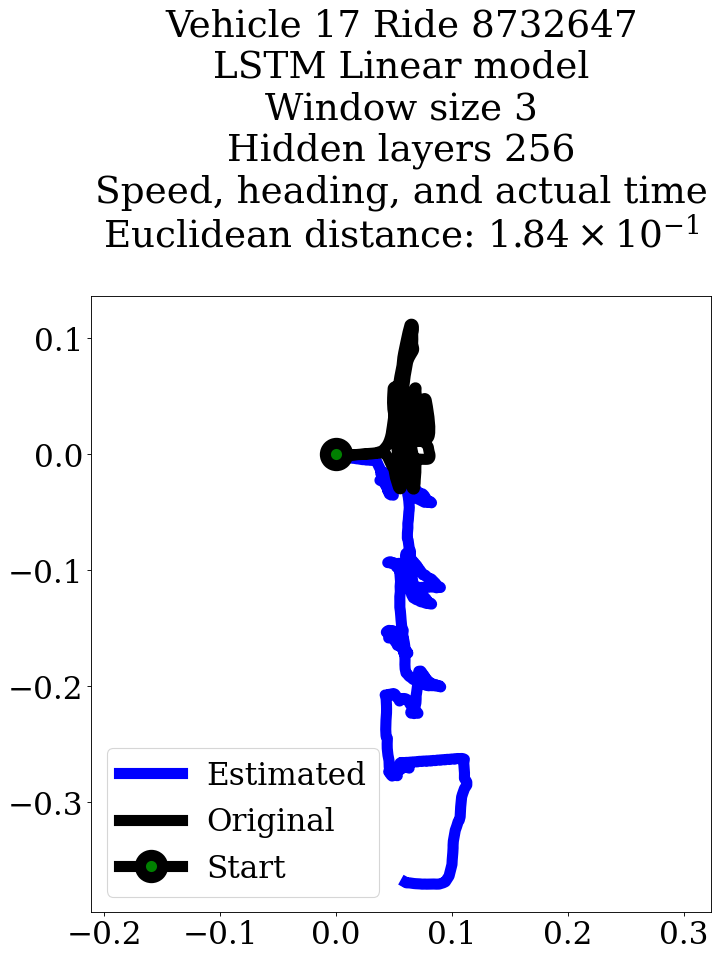 Vehicle 17 Ride 8732647
LSTM Linear model
Window size 3
Hidden layers 256
Speed, heading, and actual time
Euclidean distance: 1.84 × 10⁻¹
0.1
0.0
−0.1
−0.2
−0.3
Estimated
Original
Start
−0.2 −0.1 0.0 0.1 0.2 0.3